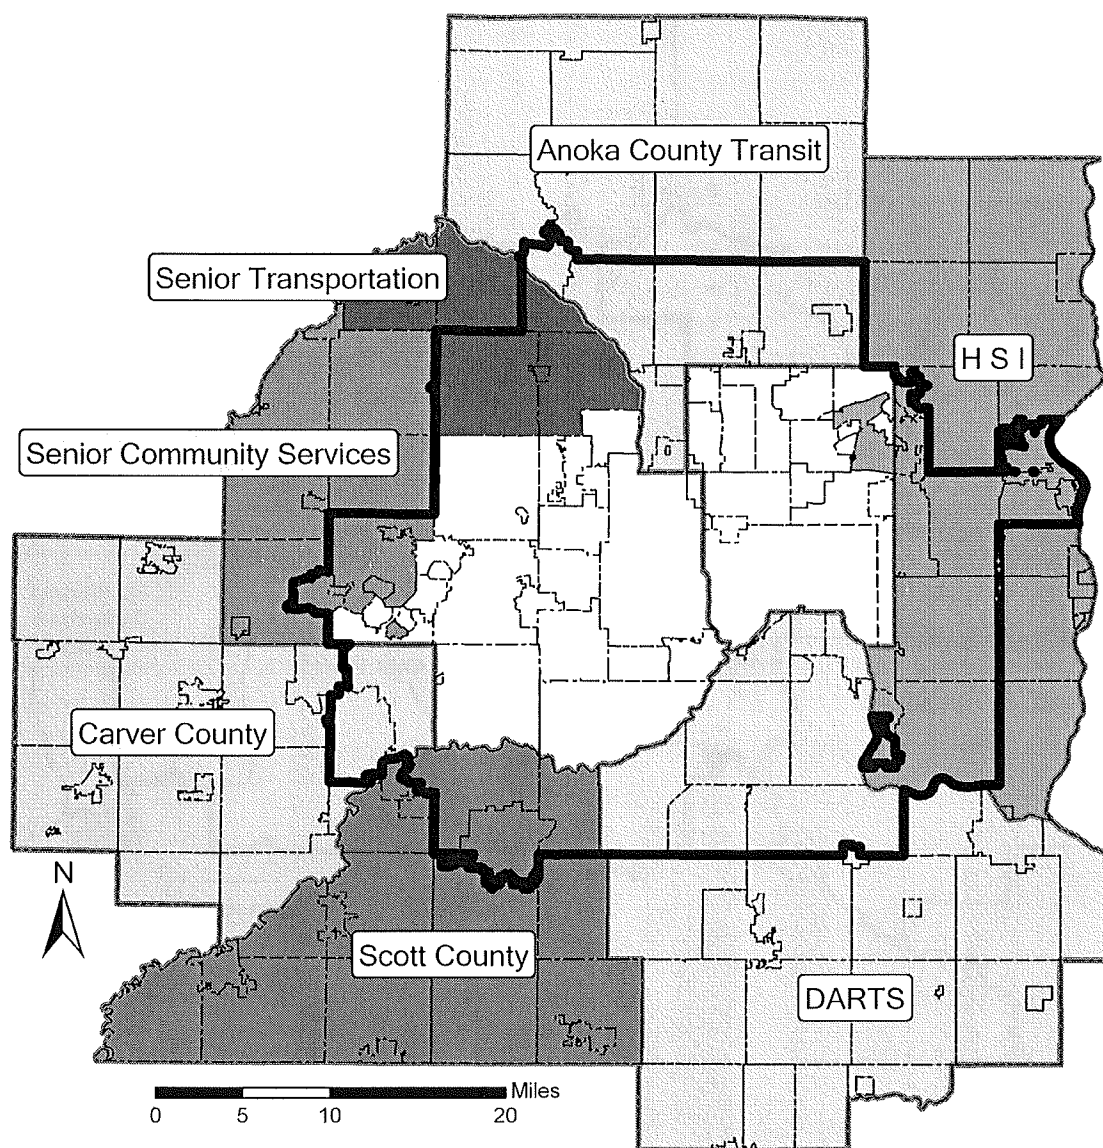 Anoka County Transit
Senior Transportation
H S I
Senior Community Services
Carver County
N
Scott County
DARTS
Miles
0 5 10 20